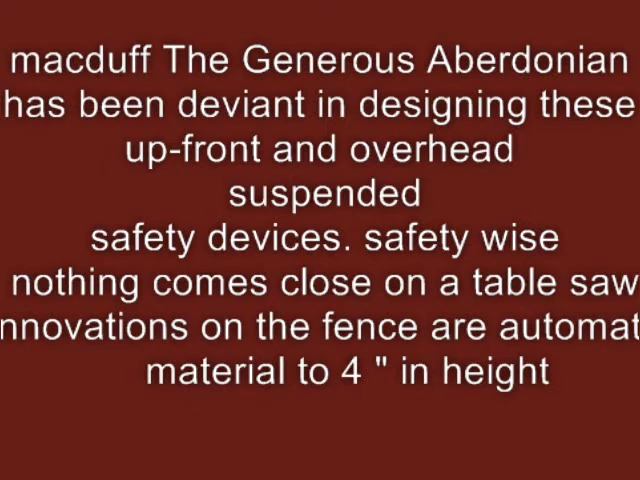 macduff The Generous Aberdonian
has been deviant in designing these
up-front and overhead
suspended
safety devices. safety wise
nothing comes close on a table saw
nnovations on the fence are automat
material to 4 " in height